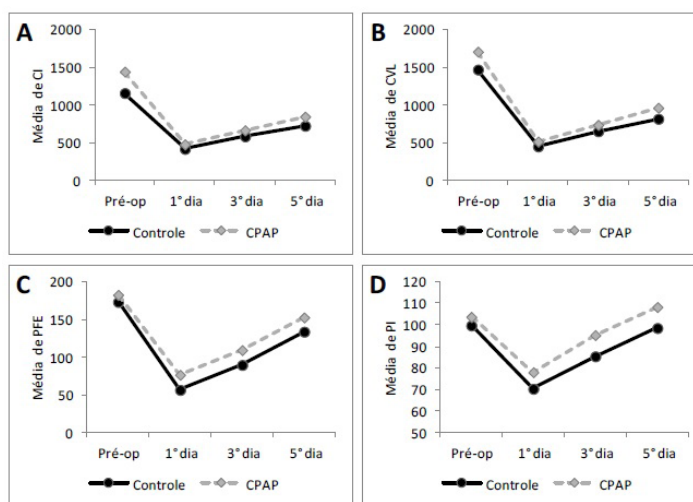 A
Média de CI
2000
1500
1000
500
0
Pré-op 1° dia 3° dia 5° dia
Controle CPAP
B
Média de CVL
2000
1500
1000
500
0
Pré-op 1° dia 3° dia 5° dia
Controle CPAP
C
Média de PFE
200
150
100
50
0
Pré-op 1° dia 3° dia 5° dia
Controle CPAP
D
Média de PI
120
110
100
90
80
70
60
50
Pré-op 1° dia 3° dia 5° dia
Controle CPAP